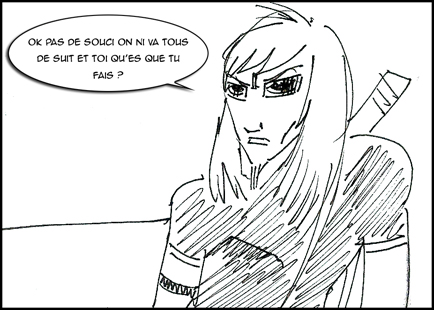 OK PAS DE SOUCI ON NI VA TOUS
DE SUIT ET TOI QU'ES QUE TU
FAIS ?